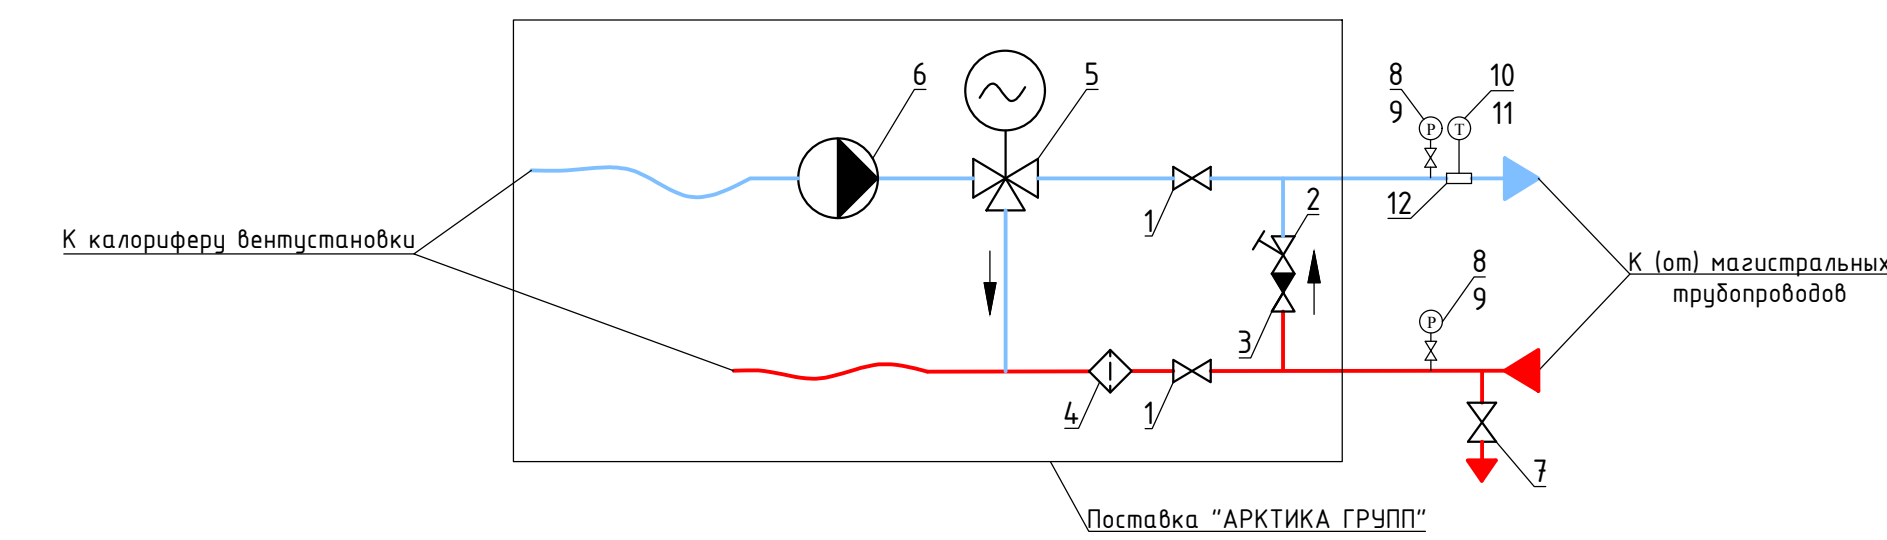 6
5
8
9
10
11
P
T
К калориферу вентустановки
1
2
12
К (от) магистральных
трубопроводов
8
9
P
3
4
1
7
Поставка "АРКТИКА ГРУПП"